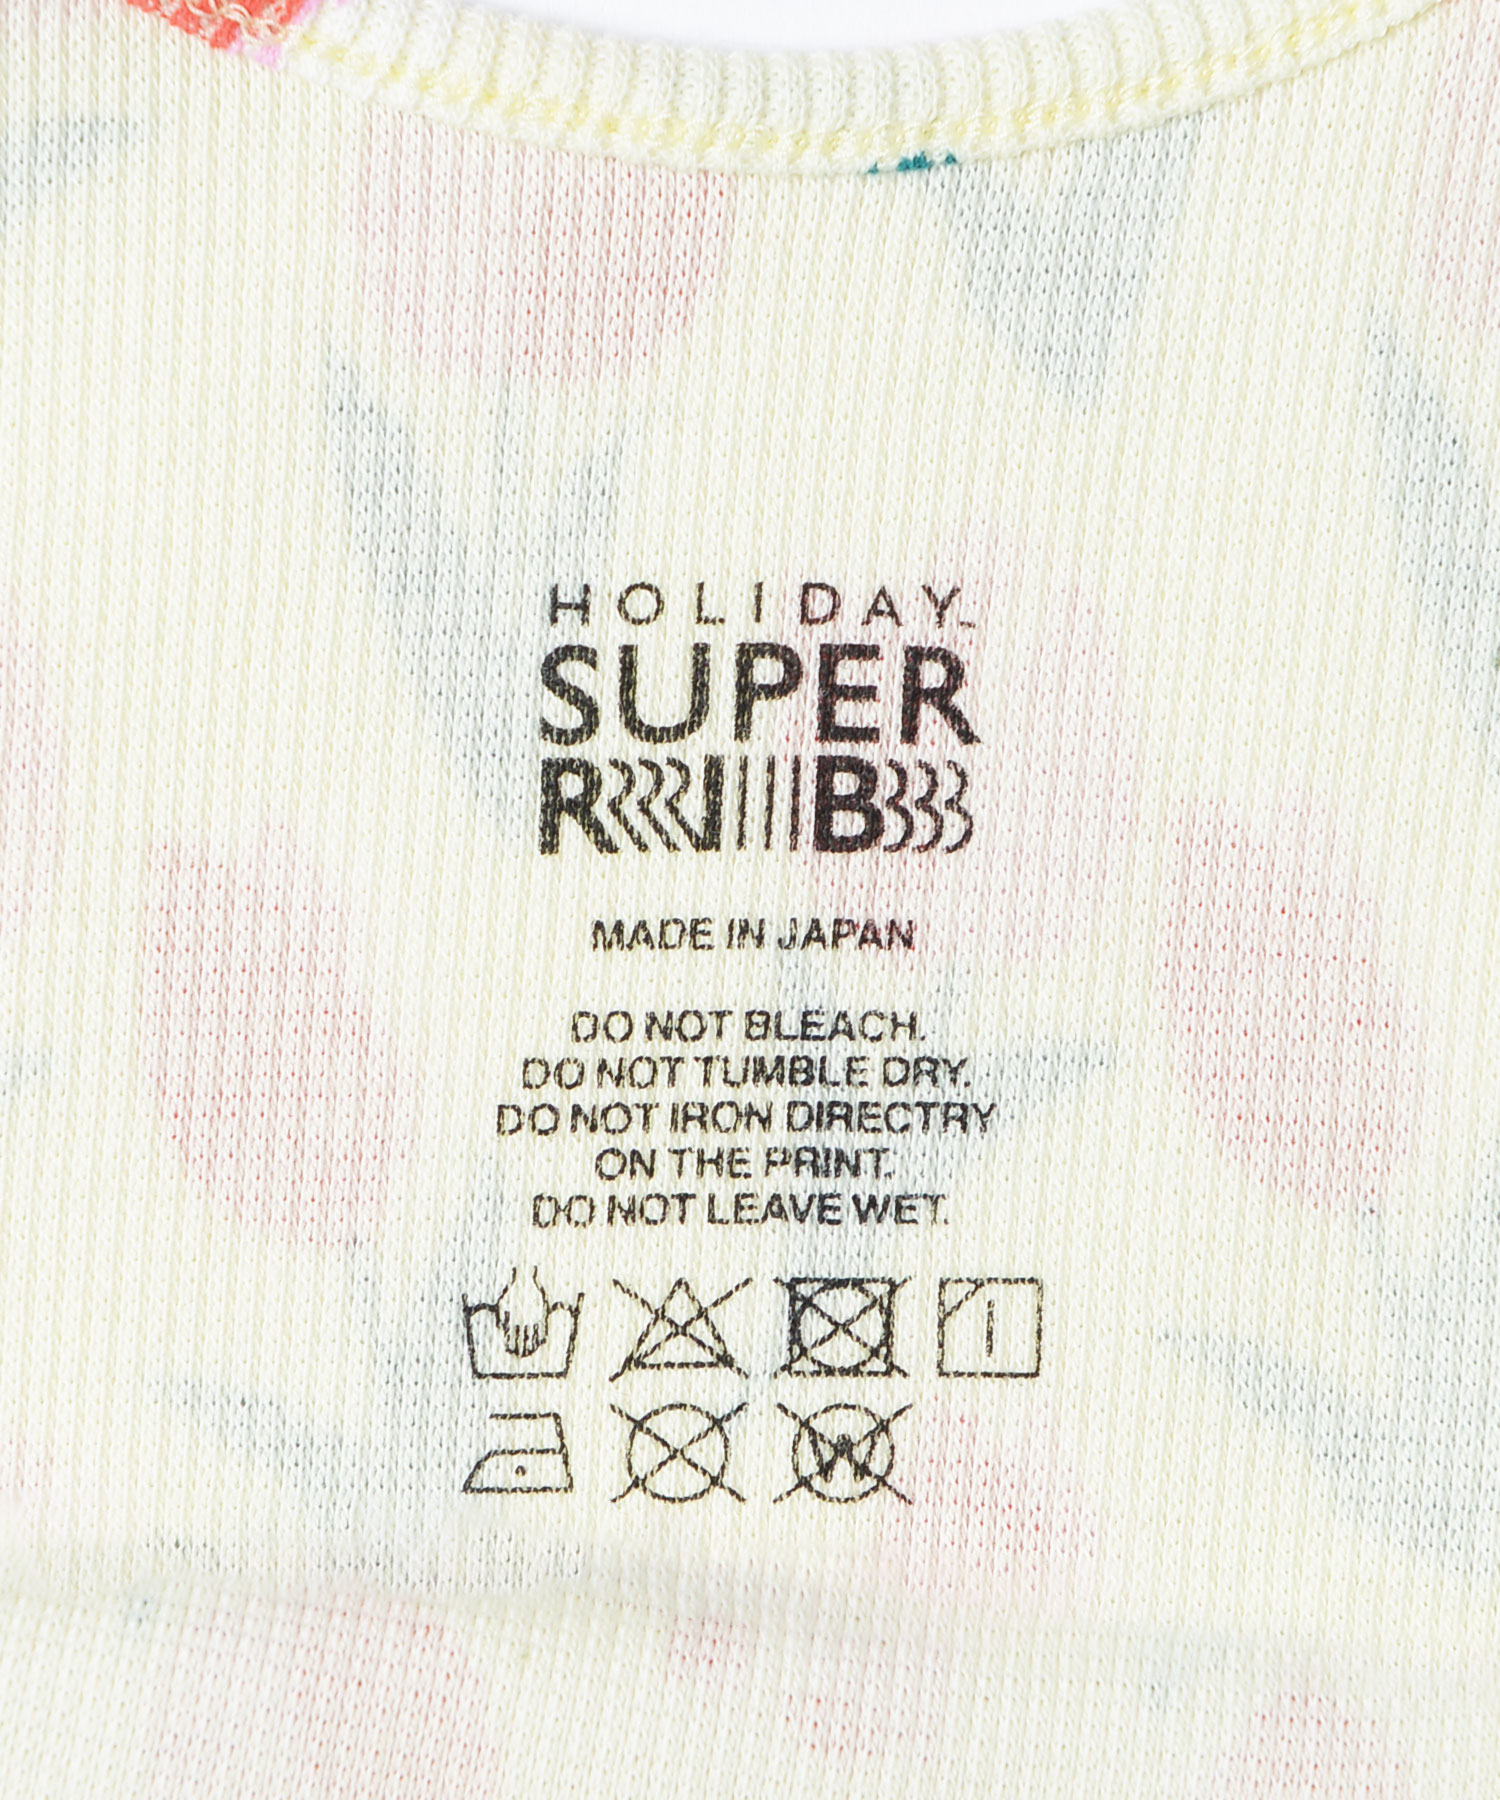 HOLIDAY
SUPER
RIB
MADE IN JAPAN
DO NOT BLEACH.
DO NOT TUMBLE DRY.
DO NOT IRON DIRECTRY
ON THE PRINT.
DO NOT LEAVE WET.
W